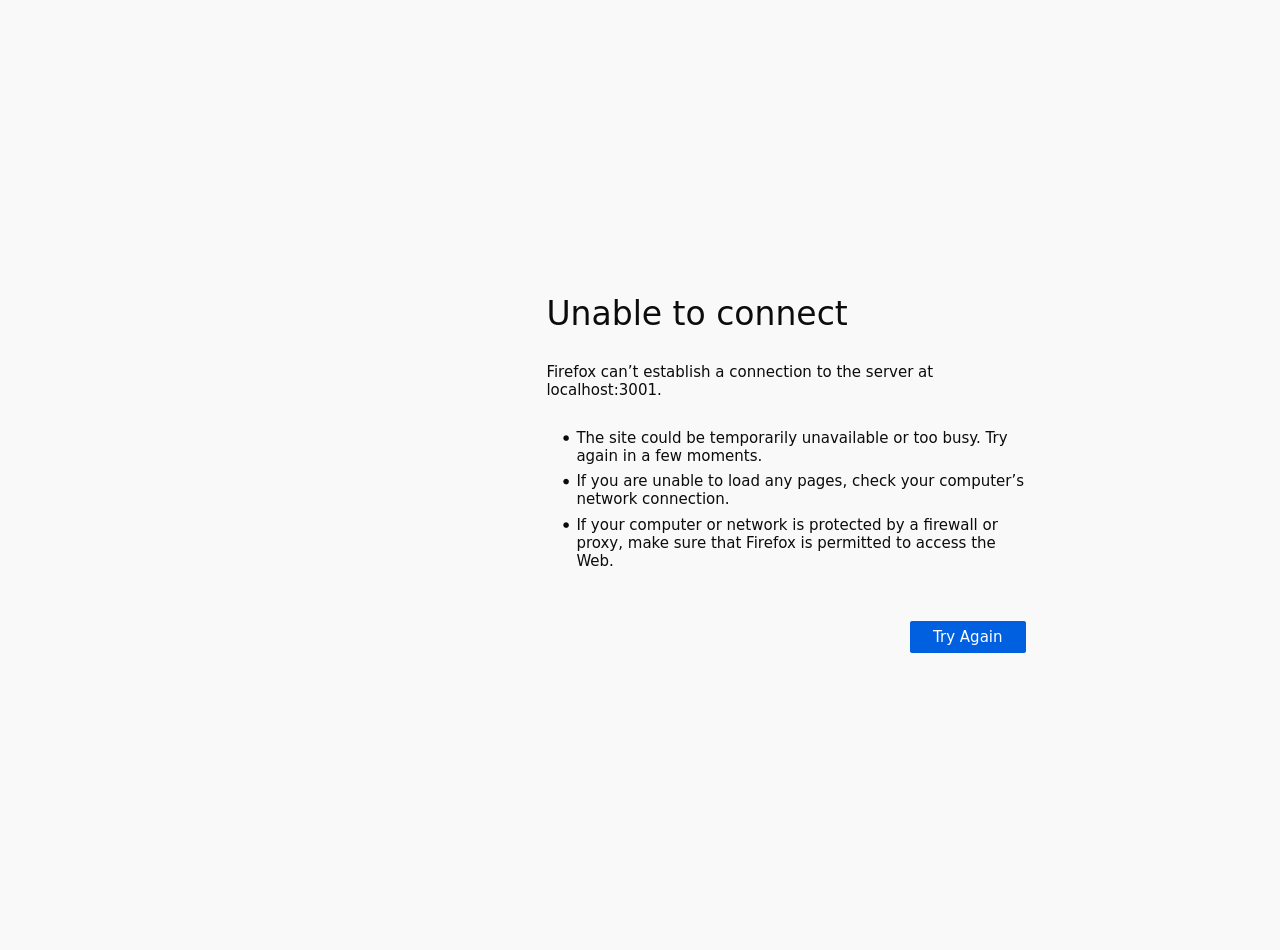 Unable to connect
Firefox can’t establish a connection to the server at
localhost:3001.
The site could be temporarily unavailable or too busy. Try
again in a few moments.
If you are unable to load any pages, check your computer’s
network connection.
If your computer or network is protected by a firewall or
proxy, make sure that Firefox is permitted to access the
Web.
Try Again